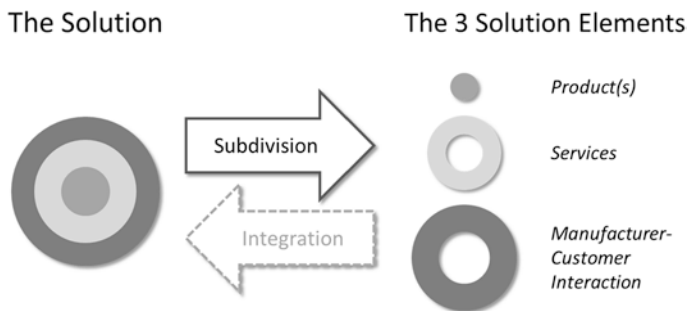 The Solution
The 3 Solution Elements
Product(s)
Subdivision
Services
Integration
Manufacturer-
Customer
Interaction